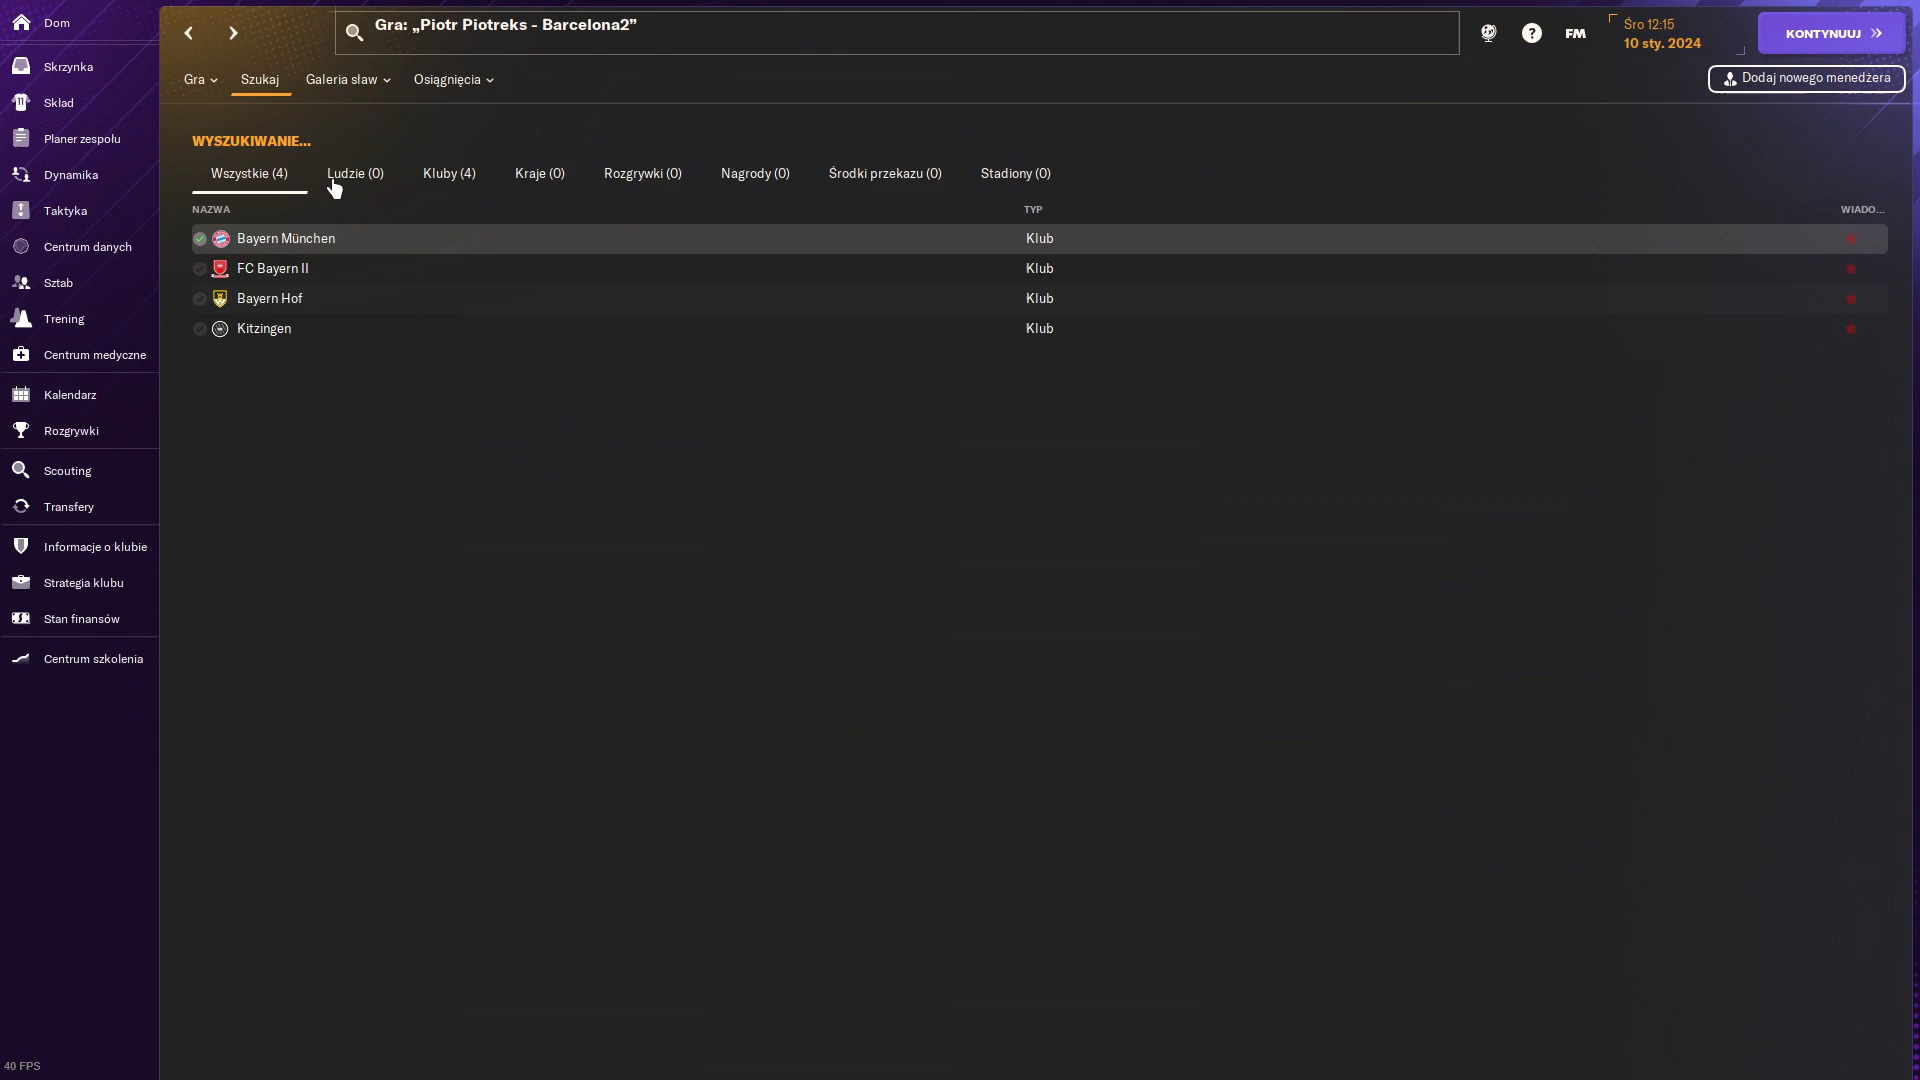 Dom
Skrzynka
Skład
Planer zespołu
Dynamika
Taktyka
Centrum danych
Sztab
Trening
Centrum medyczne
Kalendarz
Rozgrywki
Scouting
Transfery
Informacje o klubie
Strategia klubu
Stan finansów
Centrum szkolenia
40 FPS
Gra: „Piotr Piotreks - Barcelona2”
FM
Śro 12:15
10 sty. 2024
KONTYNUUJ
Gra Szukaj Galeria sław Osiągnięcia
Dodaj nowego menedżera
WYSZUKIWANIE...
Wszystkie (4) Ludzie (0) Kluby (4) Kraje (0) Rozgrywki (0) Nagrody (0) Środki przekazu (0) Stadiony (0)
NAZWA TYP WIADO...
Bayern München Klub
FC Bayern II Klub
Bayern Hof Klub
Kitzingen Klub